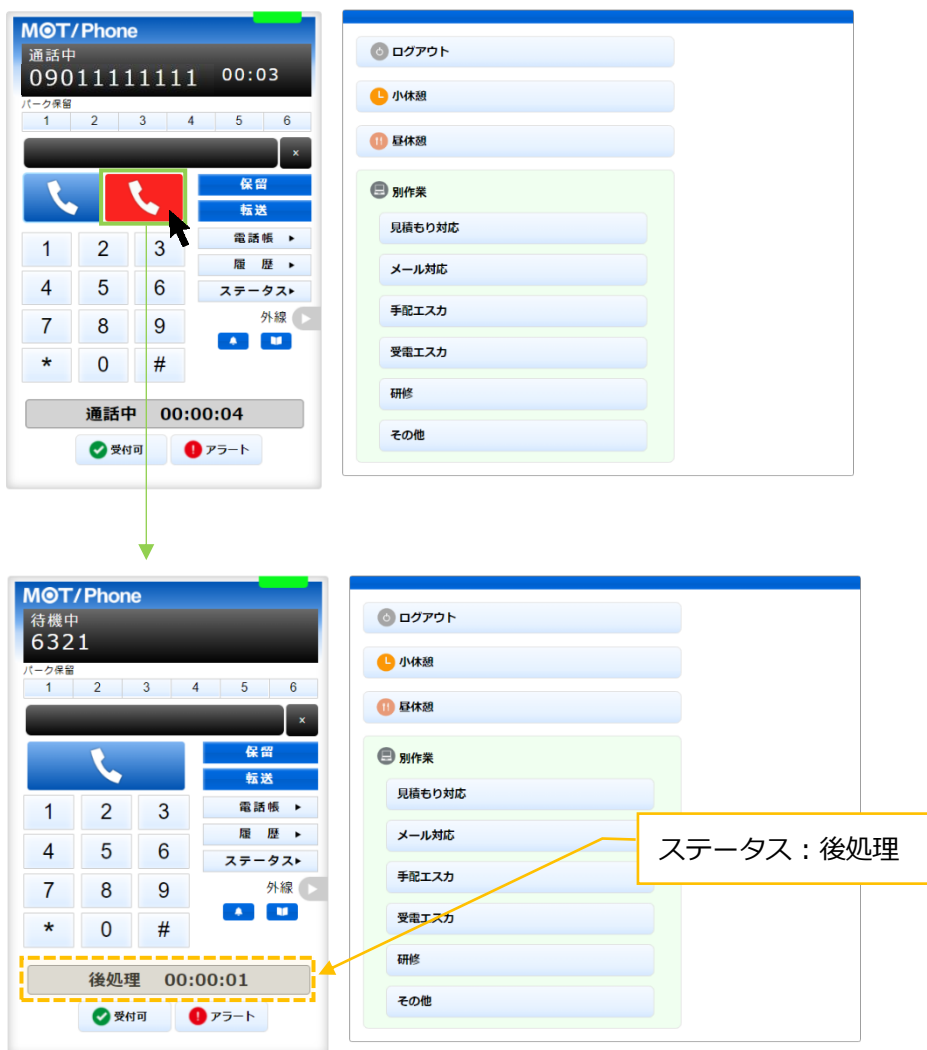 MOT/Phone
通話中
09011111111 00:03
パーク保留
1 2 3 4 5 6
×
保留
転送
電話帳
履 歴
ステータス
外線
1 2 3
4 5 6
7 8 9
* 0 #
通話中 00:00:04
受付可
アラート
ログアウト
小休憩
昼休憩
別作業
見積もり対応
メール対応
手配エスカ
受電エスカ
研修
その他
MOT/Phone
待機中
6321
パーク保留
1 2 3 4 5 6
×
保留
転送
電話帳
履 歴
ステータス
外線
1 2 3
4 5 6
7 8 9
* 0 #
後処理 00:00:01
受付可
アラート
ログアウト
小休憩
昼休憩
別作業
見積もり対応
メール対応
手配エスカ
受電エスカ
研修
その他
ステータス：後処理